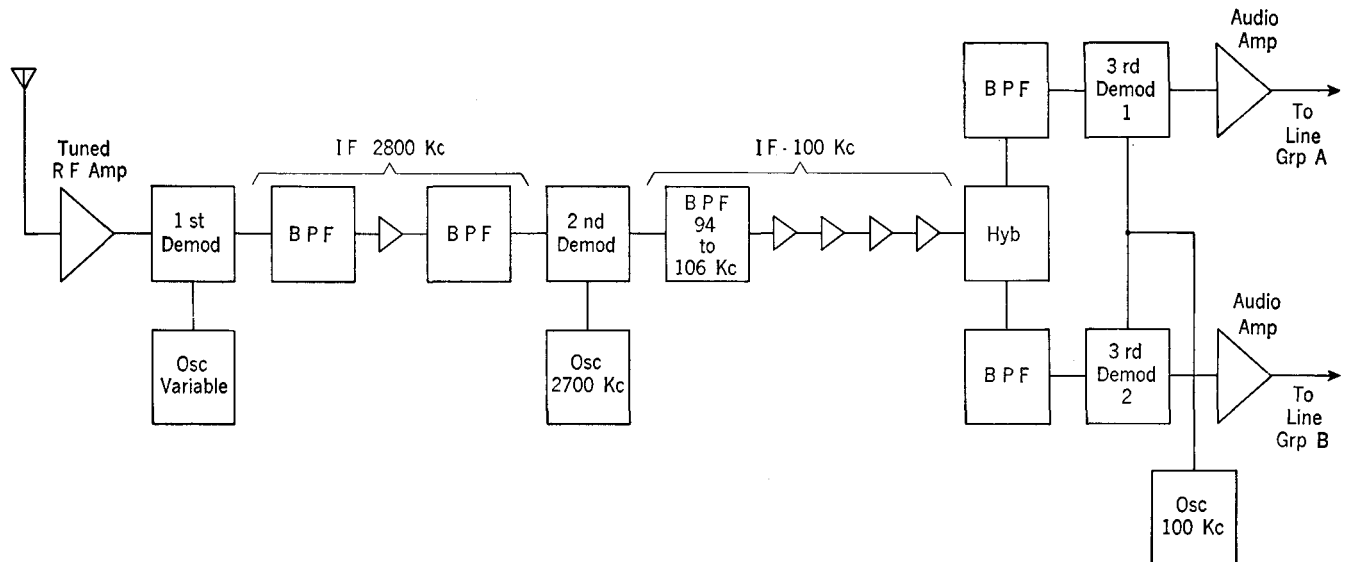 Tuned
R F Amp
1 st
Demod
Osc
Variable
I F 2800 Kc
B P F
B P F
2 nd
Demod
Osc
2700 Kc
I F - 100 Kc
B P F
94
to
106 Kc
Hyb
B P F
3 rd
Demod
1
Audio
Amp
To
Line
Grp A
B P F
3 rd
Demod
2
Audio
Amp
To
Line
Grp B
Osc
100 Kc